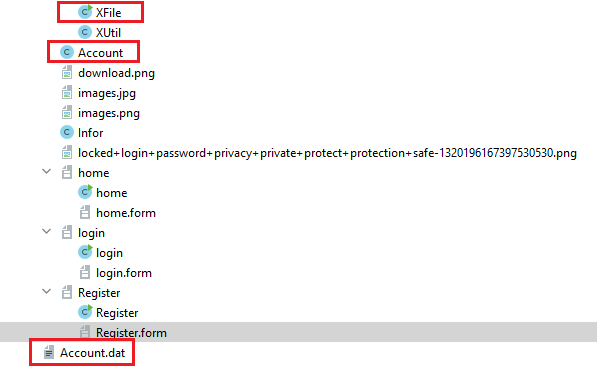 XFile
XUtil
Account
download.png
images.jpg
images.png
Infor
locked+login+password+privacy+private+protect+protection+safe-1320196167397530530.png
home
home
home.form
login
login
login.form
Register
Register
Register.form
Account.dat